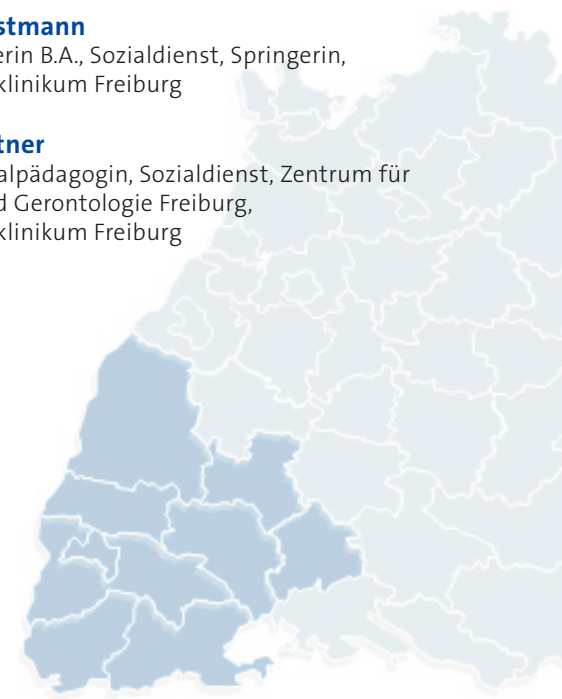 stmann
erin B.A., Sozialdienst, Springerin,
klinikum Freiburg
tner
alpädagogin, Sozialdienst, Zentrum für
d Gerontologie Freiburg,
klinikum Freiburg